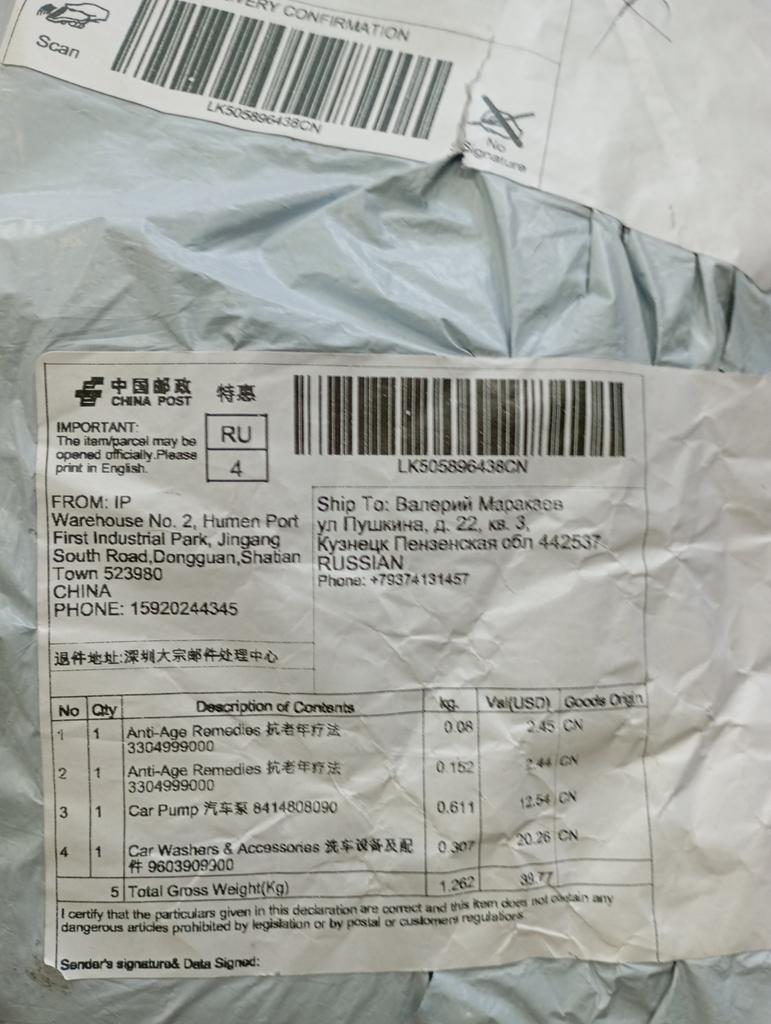 VERY CONFIRMATION
Scan
LK505896438CN
No
Signature
中国邮政 特惠
CHINA POST
IMPORTANT:
The item/parcel may be
opened officially.Please
print in English.
RU
4
LK505896438CN
FROM: IP
Warehouse No. 2, Humen Port
First Industrial Park, Jingang
South Road,Dongguan,Shatian
Town 523980
CHINA
PHONE: 15920244345
Ship To: Валерий Маракаев
ул Пушкина, д. 22, кв. 3,
Кузнецк Пензенская обл 442537
RUSSIAN
Phone: +79374131457
退件地址:深圳大宗邮件处理中心
No Qty Description of Contents kg. Val(USD) Goods Origin
1 1 Anti-Age Remedies 抗老年疗法 0.08 2.45 CN
3304999000
2 1 Anti-Age Remedies 抗老年疗法 0.152 2.44 CN
3304999000
3 1 Car Pump 汽车泵 8414808090 0.611 12.54 CN
4 1 Car Washers & Accessories 洗车设备及配 0.307 20.26 CN
件 9603909900
5 Total Gross Weight(Kg) 1.262
I certify that the particulars given in this declaration are correct and this item does not contain any
dangerous articles prohibited by legislation or by postal or customers regulations
Sender's signature& Data Signed: